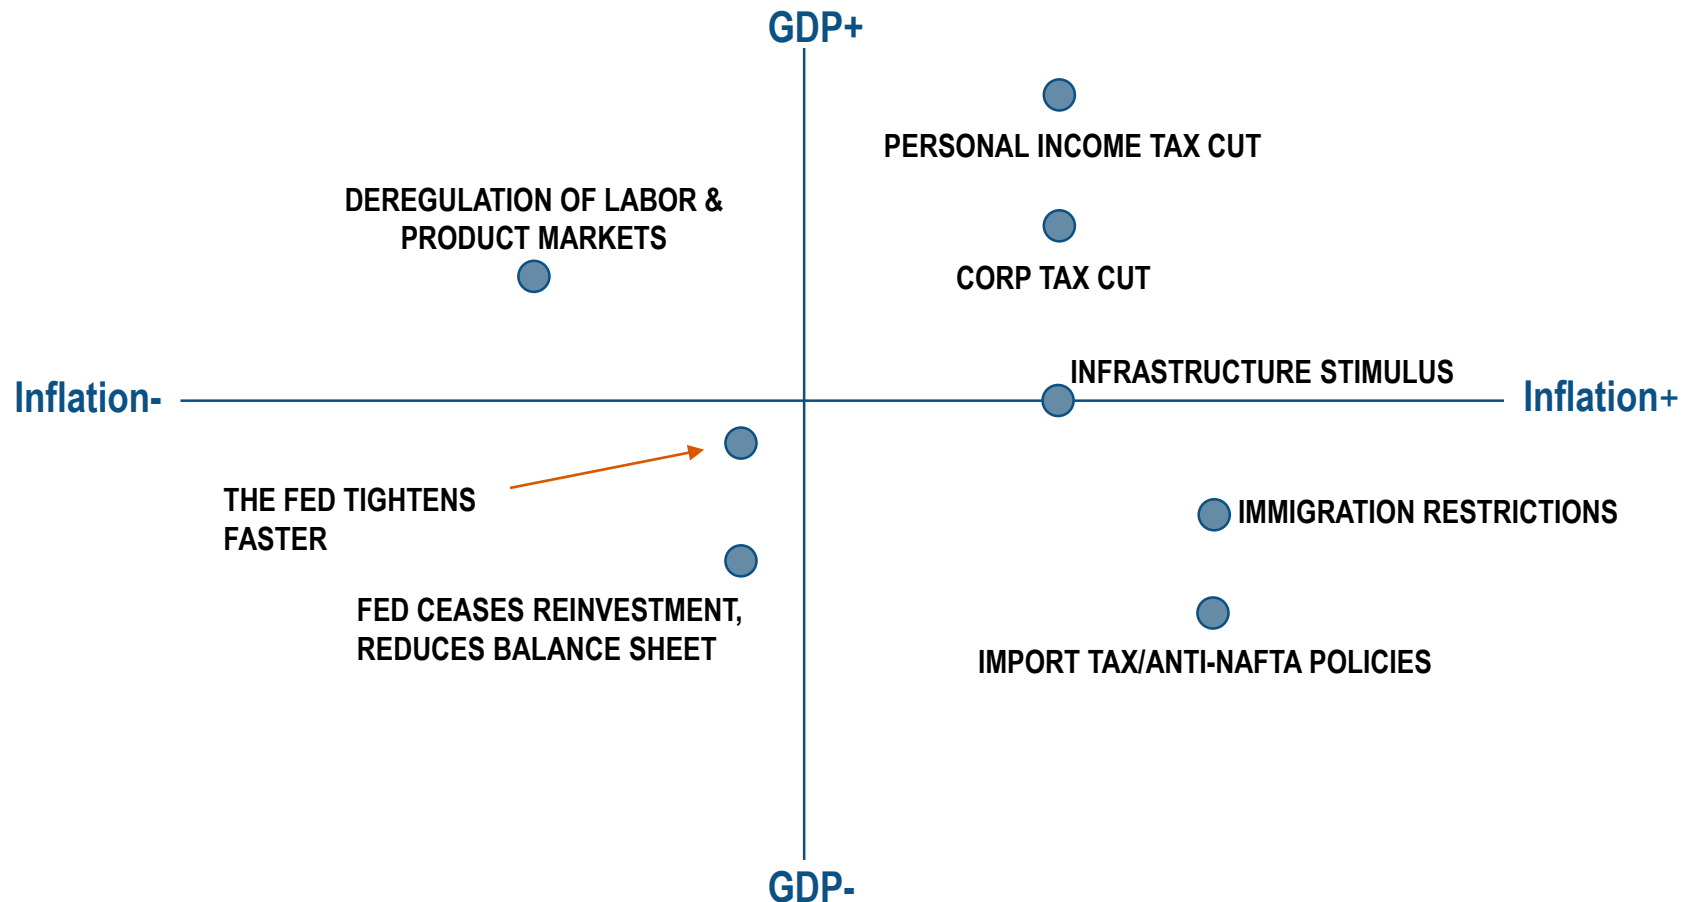 GDP+
PERSONAL INCOME TAX CUT
DEREGULATION OF LABOR &
PRODUCT MARKETS
CORP TAX CUT
INFRASTRUCTURE STIMULUS
Inflation-
Inflation+
THE FED TIGHTENS
FASTER
IMMIGRATION RESTRICTIONS
FED CEASES REINVESTMENT,
REDUCES BALANCE SHEET
IMPORT TAX/ANTI-NAFTA POLICIES
GDP-